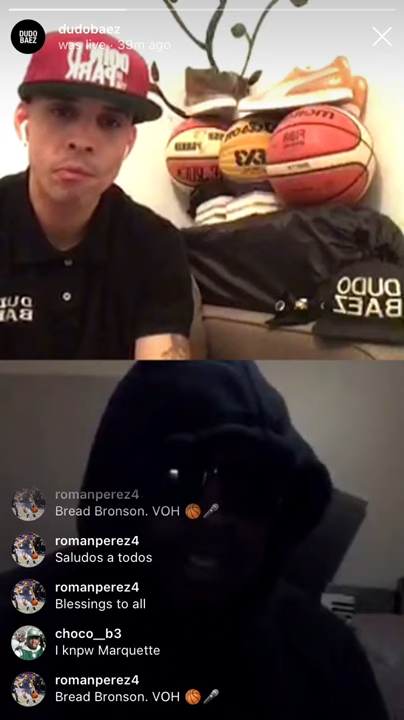 dudobaez
was live · 39m ago
DUDO
BAEZ
DUDO
BAEZ
romanperez4
Bread Bronson. VOH 🏀🎤
romanperez4
Saludos a todos
romanperez4
Blessings to all
choco__b3
I knpw Marquette
romanperez4
Bread Bronson. VOH 🏀🎤